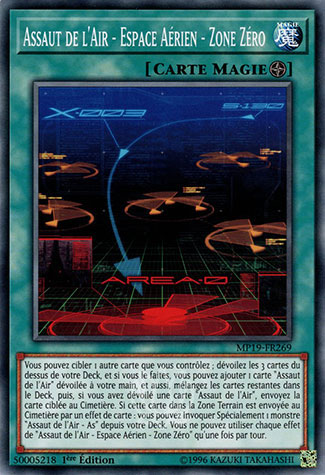 Assaut de l'Air - Espace Aérien - Zone Zéro
MAGIE
魔
[Carte Magie]
X-003
S-130
AREA-0
MP19-FR269
Vous pouvez cibler 1 autre carte que vous contrôlez ; dévoilez les 3 cartes du
dessus de votre Deck, et si vous le faites, vous pouvez ajouter 1 carte "Assaut
de l'Air" dévoilée à votre main, et aussi, mélangez les cartes restantes dans
le Deck, puis, si vous avez dévoilé une carte "Assaut de l'Air", envoyez la
carte ciblée au Cimetière. Si cette carte dans la Zone Terrain est envoyée au
Cimetière par un effet de carte : vous pouvez Invoquer Spécialement 1 monstre
"Assaut de l'Air - As" depuis votre Deck. Vous ne pouvez utiliser chaque effet
de "Assaut de l'Air - Espace Aérien - Zone Zéro" qu'une fois par tour.
50005218
1ère Édition
©1996 KAZUKI TAKAHASHI